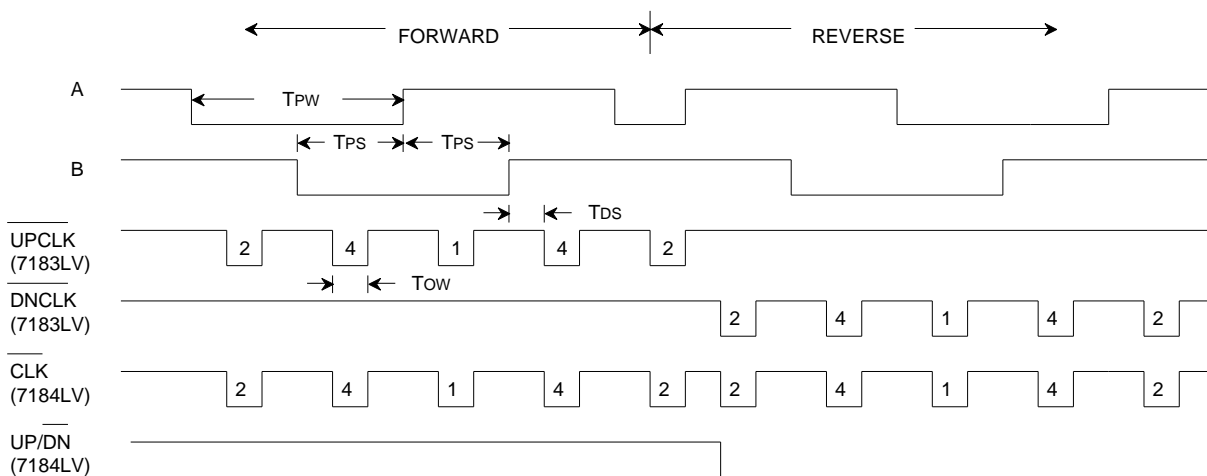 FORWARD REVERSE
A TPW
TPS TPS
B
TDS
UPCLK 2 4 1 4 2
(7183LV)
TOW
DNCLK 2 4 1 4 2
(7183LV)
CLK 2 4 1 4 2 2 4 1 4 2
(7184LV)
UP/DN
(7184LV)